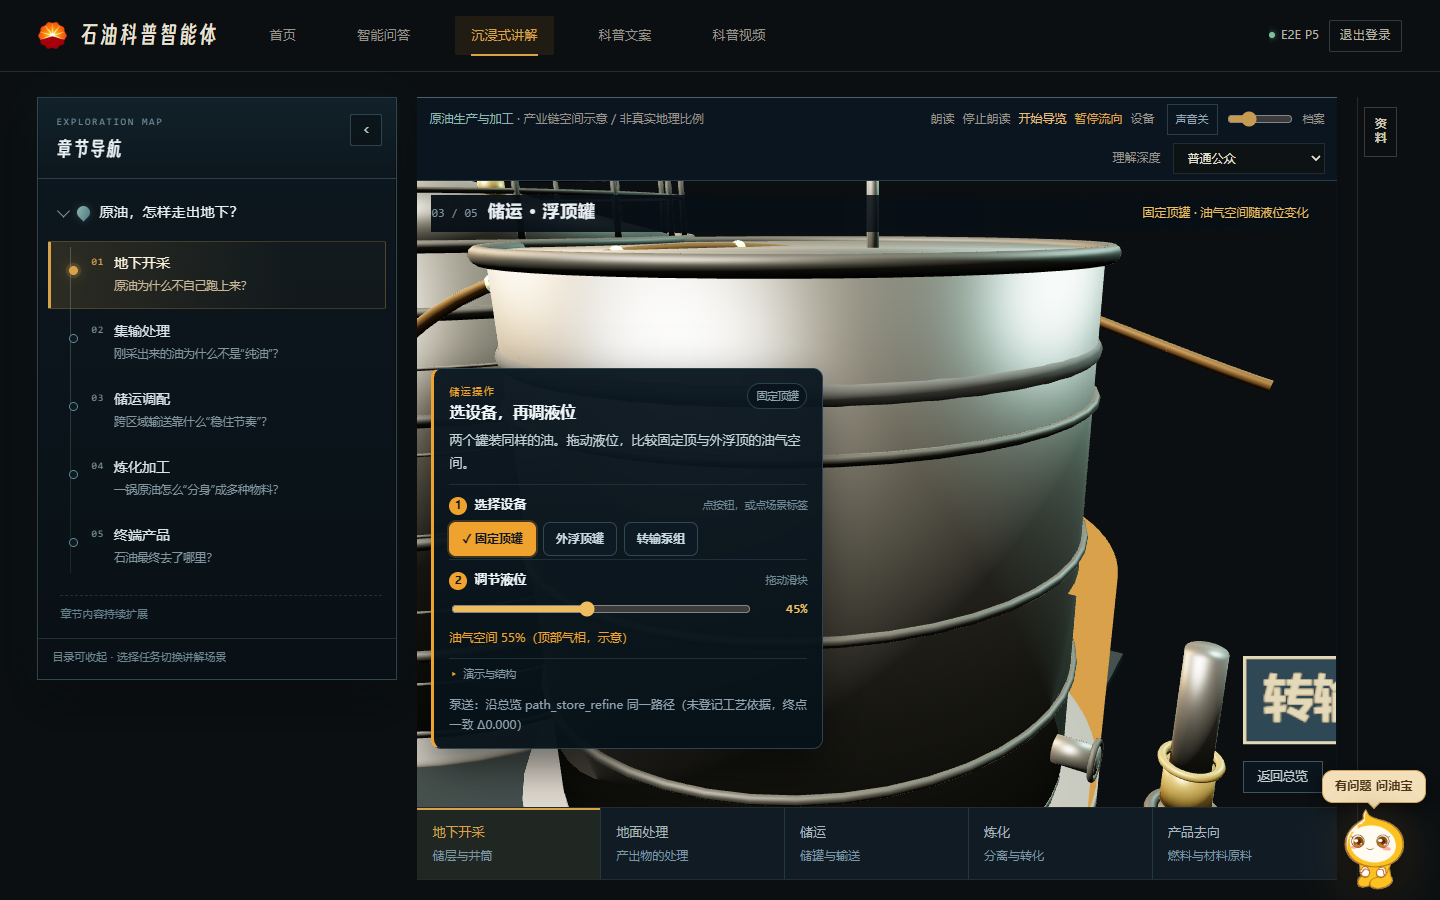 石油科普智能体
首页
智能问答
沉浸式讲解
科普文案
科普视频
E2E P5
退出登录
EXPLORATION MAP
章节导航
原油，怎样走出地下？
01 地下开采
原油为什么不自己跑上来？
02 集输处理
刚采出来的油为什么不是“纯油”？
03 储运调配
跨区域输送靠什么“稳住节奏”？
04 炼化加工
一锅原油怎么“分身”成多种物料？
05 终端产品
石油最终去了哪里？
章节内容持续扩展
目录可收起 · 选择任务切换讲解场景
原油生产与加工 · 产业链空间示意 / 非真实地理比例
朗读 停止朗读 开始导览 暂停流向 设备 声音关 档案
理解深度 普通公众
03 / 05 储运 • 浮顶罐
固定顶罐 · 油气空间随液位变化
储运操作
固定顶罐
选设备，再调液位
两个罐装同样的油。拖动液位，比较固定顶与外浮顶的油气空
间。
1 选择设备
点按钮，或点场景标签
✓ 固定顶罐
外浮顶罐
转输泵组
2 调节液位
拖动滑块
45%
油气空间 55%（顶部气相，示意）
▸ 演示与结构
泵送：沿总览 path_store_refine 同一路径（未登记工艺依据，终点
一致 Δ0.000）
转
返回总览
地下开采
储层与井筒
地面处理
产出物的处理
储运
储罐与输送
炼化
分离与转化
产品去向
燃料与材料原料
资
料
有问题 问油宝